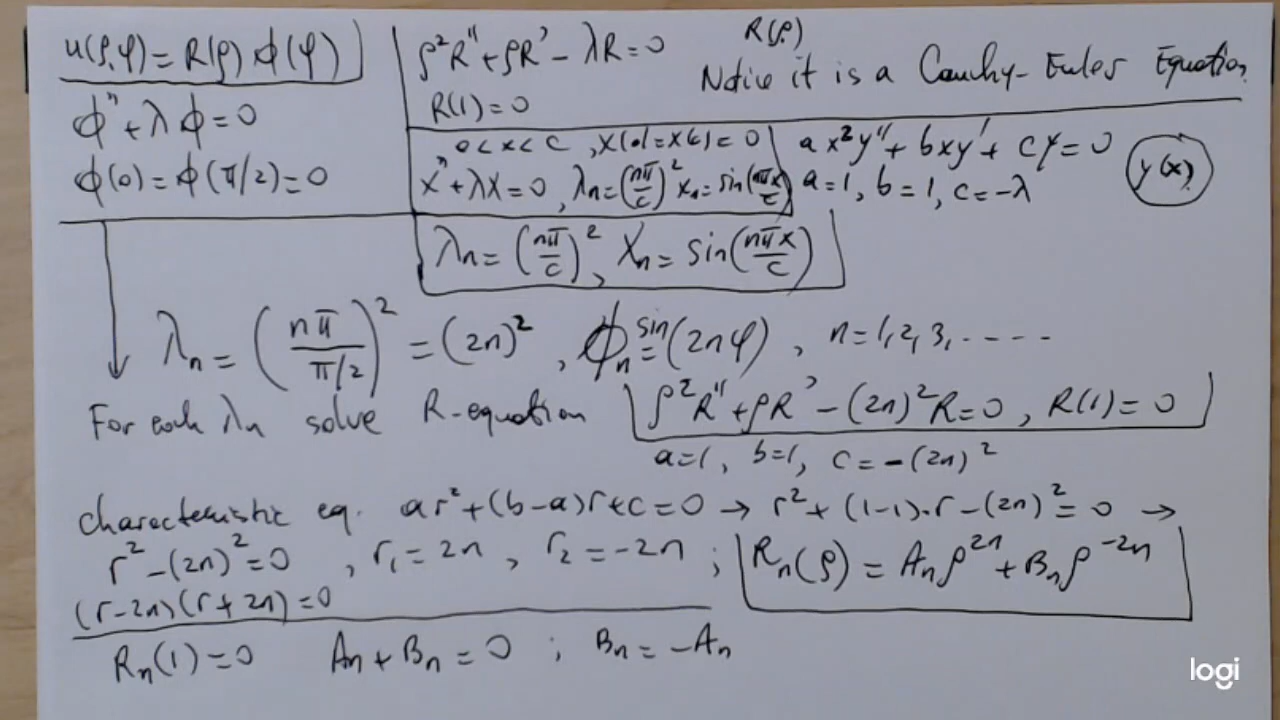 u(ρ,φ) = R(ρ) Φ(φ)
Φ'' + λΦ = 0
Φ(0) = Φ(π/2) = 0
ρ²R'' + ρR' − λR = 0
R(1) = 0
R(ρ)
Notice it is a Cauchy-Euler Equation
0 < x < c , X(0) = X(c) = 0
X'' + λX = 0 , λn = (nπ/c)² Xn = sin(nπx/c)
ax²y'' + bxy' + cy = 0
a = 1, b = 1, c = −λ
y(x)
λn = (nπ/c)², Xn = sin(nπx/c)
λn = (nπ/(π/2))² = (2n)² , Φn = sin(2nφ) , n = 1, 2, 3, ....
For each λn solve R-equation ρ²R'' + ρR' − (2n)²R = 0 , R(1) = 0
a = 1, b = 1, c = −(2n)²
characteristic eq. ar² + (b−a)r + c = 0 → r² + (1−1)·r − (2n)² = 0 →
r² − (2n)² = 0 , r₁ = 2n , r₂ = −2n ; Rn(ρ) = Anρ²ⁿ + Bnρ⁻²ⁿ
(r−2n)(r+2n) = 0
Rn(1) = 0 An + Bn = 0 ; Bn = −An
logi